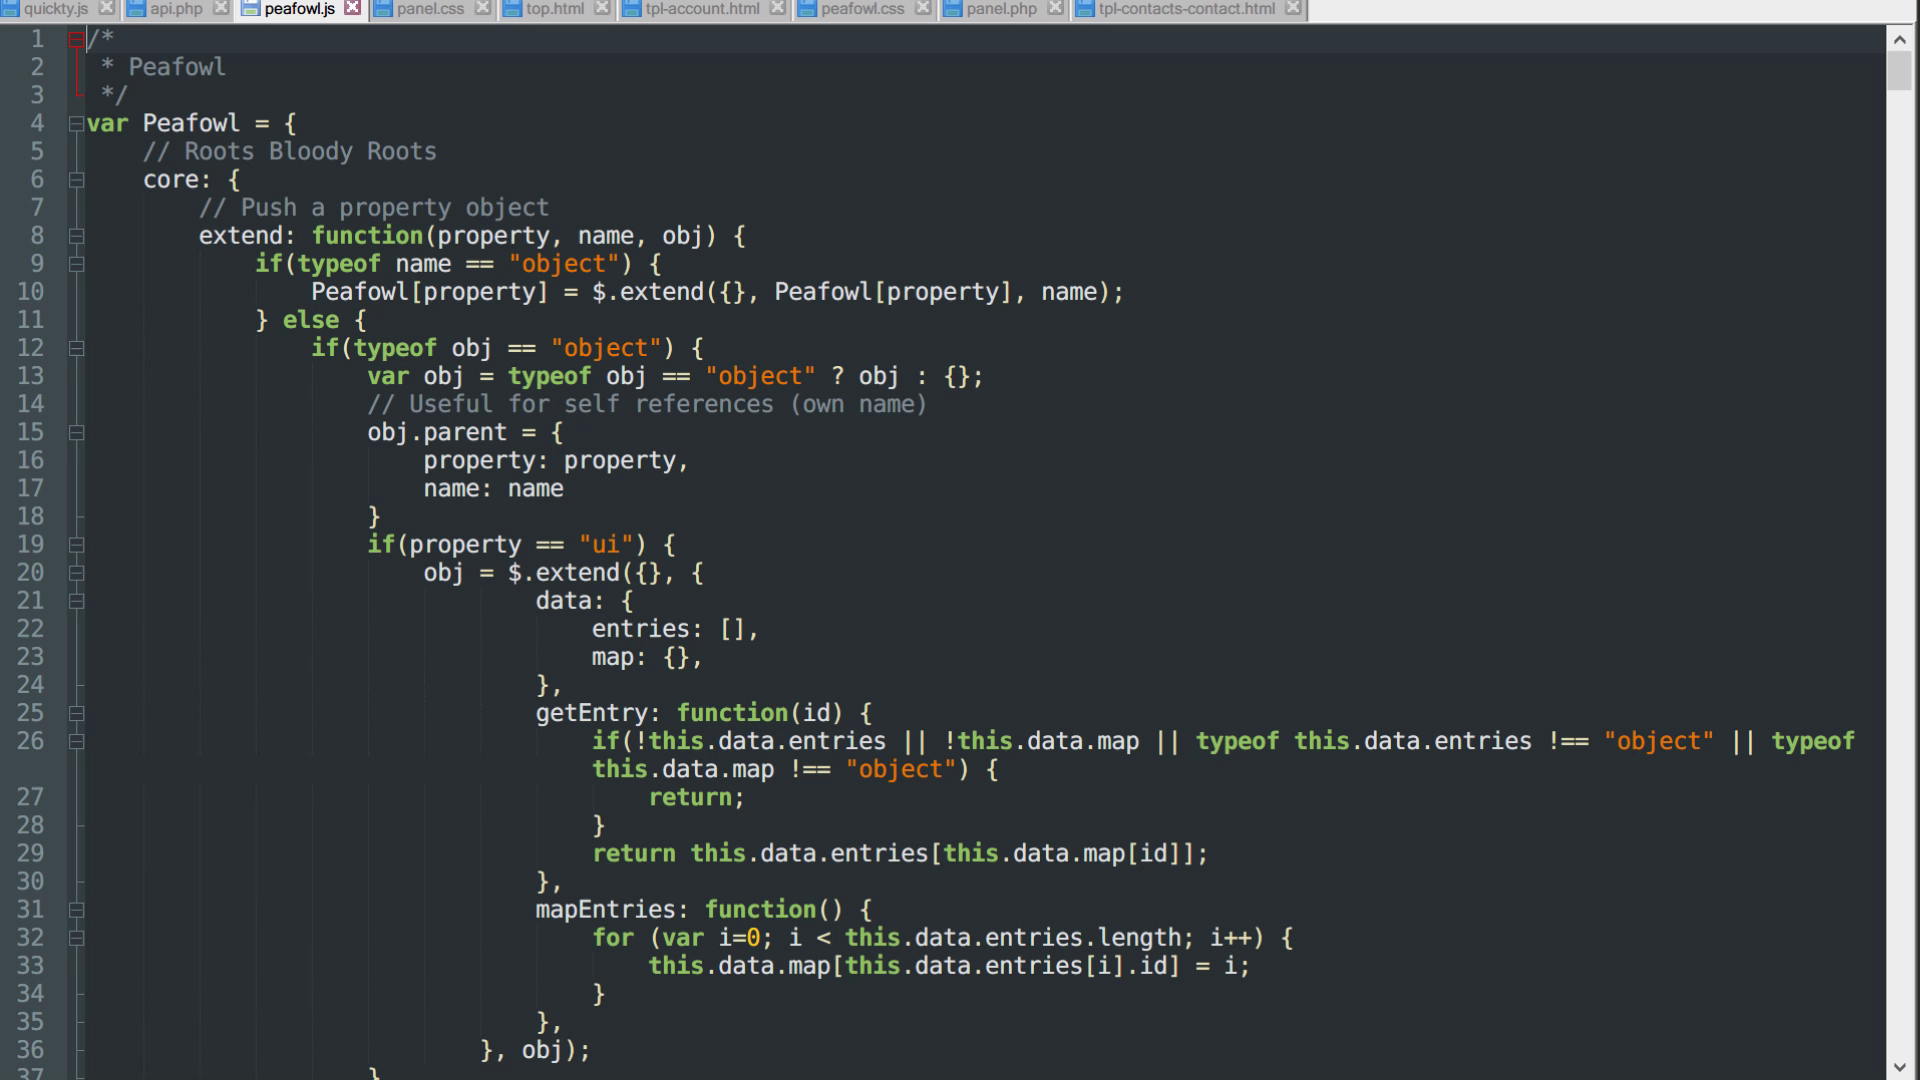 quickty.js api.php peafowl.js panel.css top.html tpl-account.html peafowl.css panel.php tpl-contacts-contact.html
1 /*
2 * Peafowl
3 */
4 var Peafowl = {
5 // Roots Bloody Roots
6 core: {
7 // Push a property object
8 extend: function(property, name, obj) {
9 if(typeof name == "object") {
10 Peafowl[property] = $.extend({}, Peafowl[property], name);
11 } else {
12 if(typeof obj == "object") {
13 var obj = typeof obj == "object" ? obj : {};
14 // Useful for self references (own name)
15 obj.parent = {
16 property: property,
17 name: name
18 }
19 if(property == "ui") {
20 obj = $.extend({}, {
21 data: {
22 entries: [],
23 map: {},
24 },
25 getEntry: function(id) {
26 if(!this.data.entries || !this.data.map || typeof this.data.entries !== "object" || typeof
this.data.map !== "object") {
27 return;
28 }
29 return this.data.entries[this.data.map[id]];
30 },
31 mapEntries: function() {
32 for (var i=0; i < this.data.entries.length; i++) {
33 this.data.map[this.data.entries[i].id] = i;
34 }
35 },
36 }, obj);
37 }